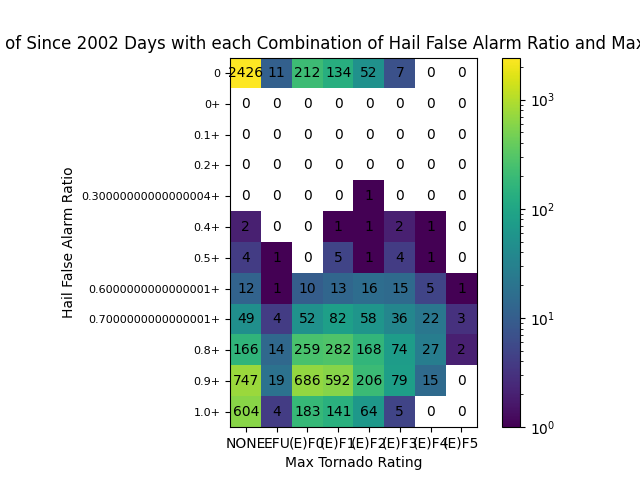 of Since 2002 Days with each Combination of Hail False Alarm Ratio and Max
0 2426 11 212 134 52 7 0 0
0+ 0 0 0 0 0 0 0 0
0.1+ 0 0 0 0 0 0 0 0
0.2+ 0 0 0 0 0 0 0 0
0.30000000000000004+ 0 0 0 0 1 0 0 0
0.4+ 2 0 0 1 1 2 1 0
0.5+ 4 1 0 5 1 4 1 0
0.6000000000000001+ 12 1 10 13 16 15 5 1
0.7000000000000001+ 49 4 52 82 58 36 22 3
0.8+ 166 14 259 282 168 74 27 2
0.9+ 747 19 686 592 206 79 15 0
1.0+ 604 4 183 141 64 5 0 0
NONE EFU (E)F0 (E)F1 (E)F2 (E)F3 (E)F4 (E)F5
Max Tornado Rating
Hail False Alarm Ratio
10³
10²
10¹
10⁰